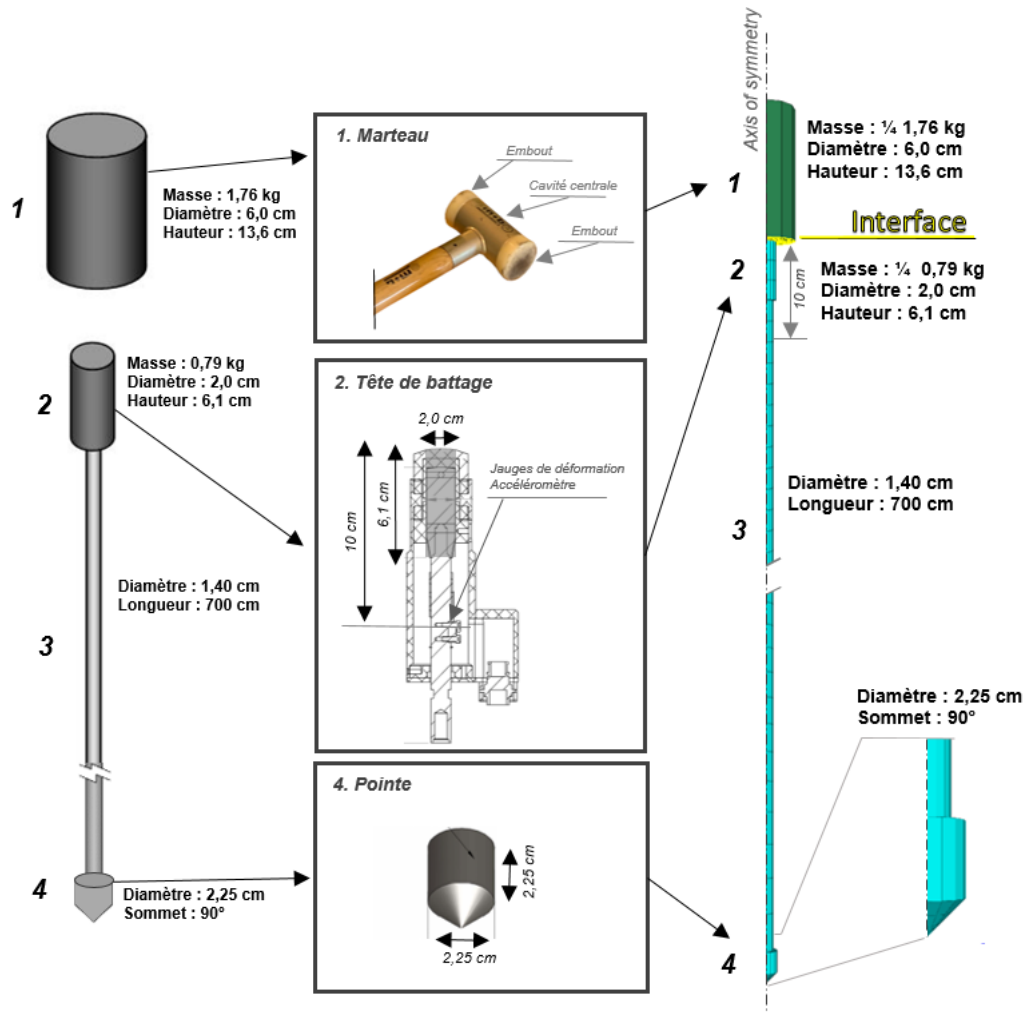 1
Masse : 1,76 kg
Diamètre : 6,0 cm
Hauteur : 13,6 cm
2
Masse : 0,79 kg
Diamètre : 2,0 cm
Hauteur : 6,1 cm
3
Diamètre : 1,40 cm
Longueur : 700 cm
4
Diamètre : 2,25 cm
Sommet : 90°
1. Marteau
Embout
Cavité centrale
Embout
2. Tête de battage
2,0 cm
Jauges de déformation
Accéléromètre
6,1 cm
10 cm
4. Pointe
2,25 cm
2,25 cm
Axis of symmetry
1
Masse : ¼ 1,76 kg
Diamètre : 6,0 cm
Hauteur : 13,6 cm
Interface
2
10 cm
Masse : ¼ 0,79 kg
Diamètre : 2,0 cm
Hauteur : 6,1 cm
3
Diamètre : 1,40 cm
Longueur : 700 cm
Diamètre : 2,25 cm
Sommet : 90°
4